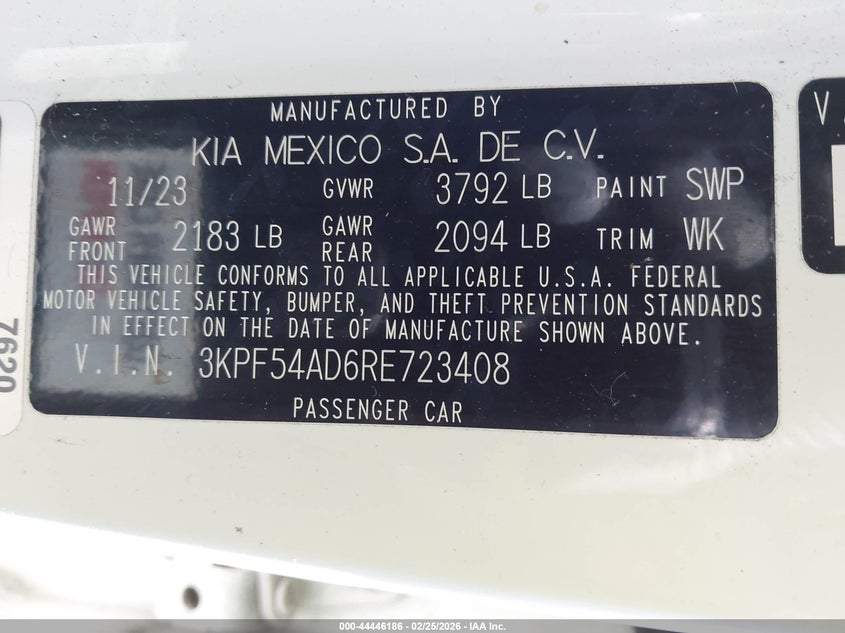 MANUFACTURED BY
KIA MEXICO S.A. DE C.V.
11/23 GVWR 3792 LB PAINT SWP
GAWR FRONT 2183 LB GAWR REAR 2094 LB TRIM WK
THIS VEHICLE CONFORMS TO ALL APPLICABLE U.S.A. FEDERAL
MOTOR VEHICLE SAFETY, BUMPER, AND THEFT PREVENTION STANDARDS
IN EFFECT ON THE DATE OF MANUFACTURE SHOWN ABOVE.
V.I.N. 3KPF54AD6RE723408
PASSENGER CAR
7620
V.
000-44446186 - 02/25/2026 - IAA Inc.